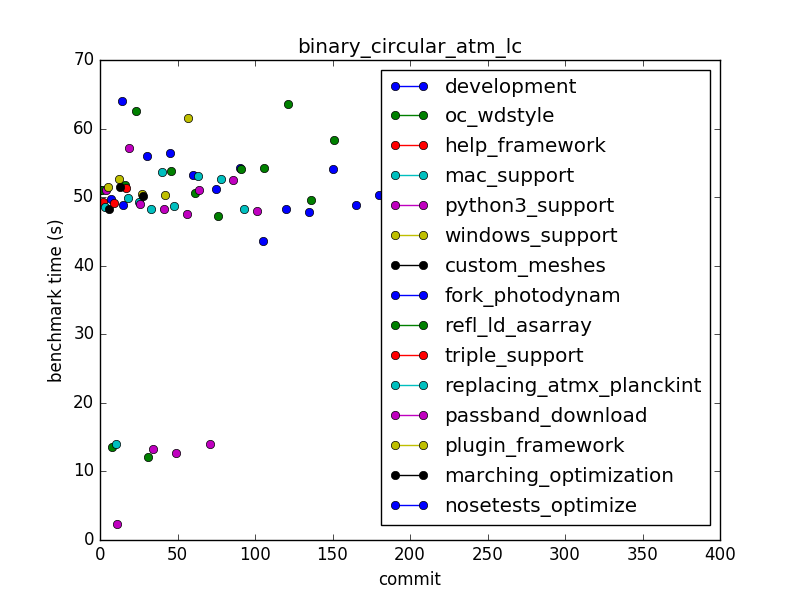 binary_circular_atm_lc
70
60
50
40
30
20
10
0
benchmark time (s)
development
oc_wdstyle
help_framework
mac_support
python3_support
windows_support
custom_meshes
fork_photodynam
refl_ld_asarray
triple_support
replacing_atmx_planckint
passband_download
plugin_framework
marching_optimization
nosetests_optimize
0 50 100 150 200 250 300 350 400
commit